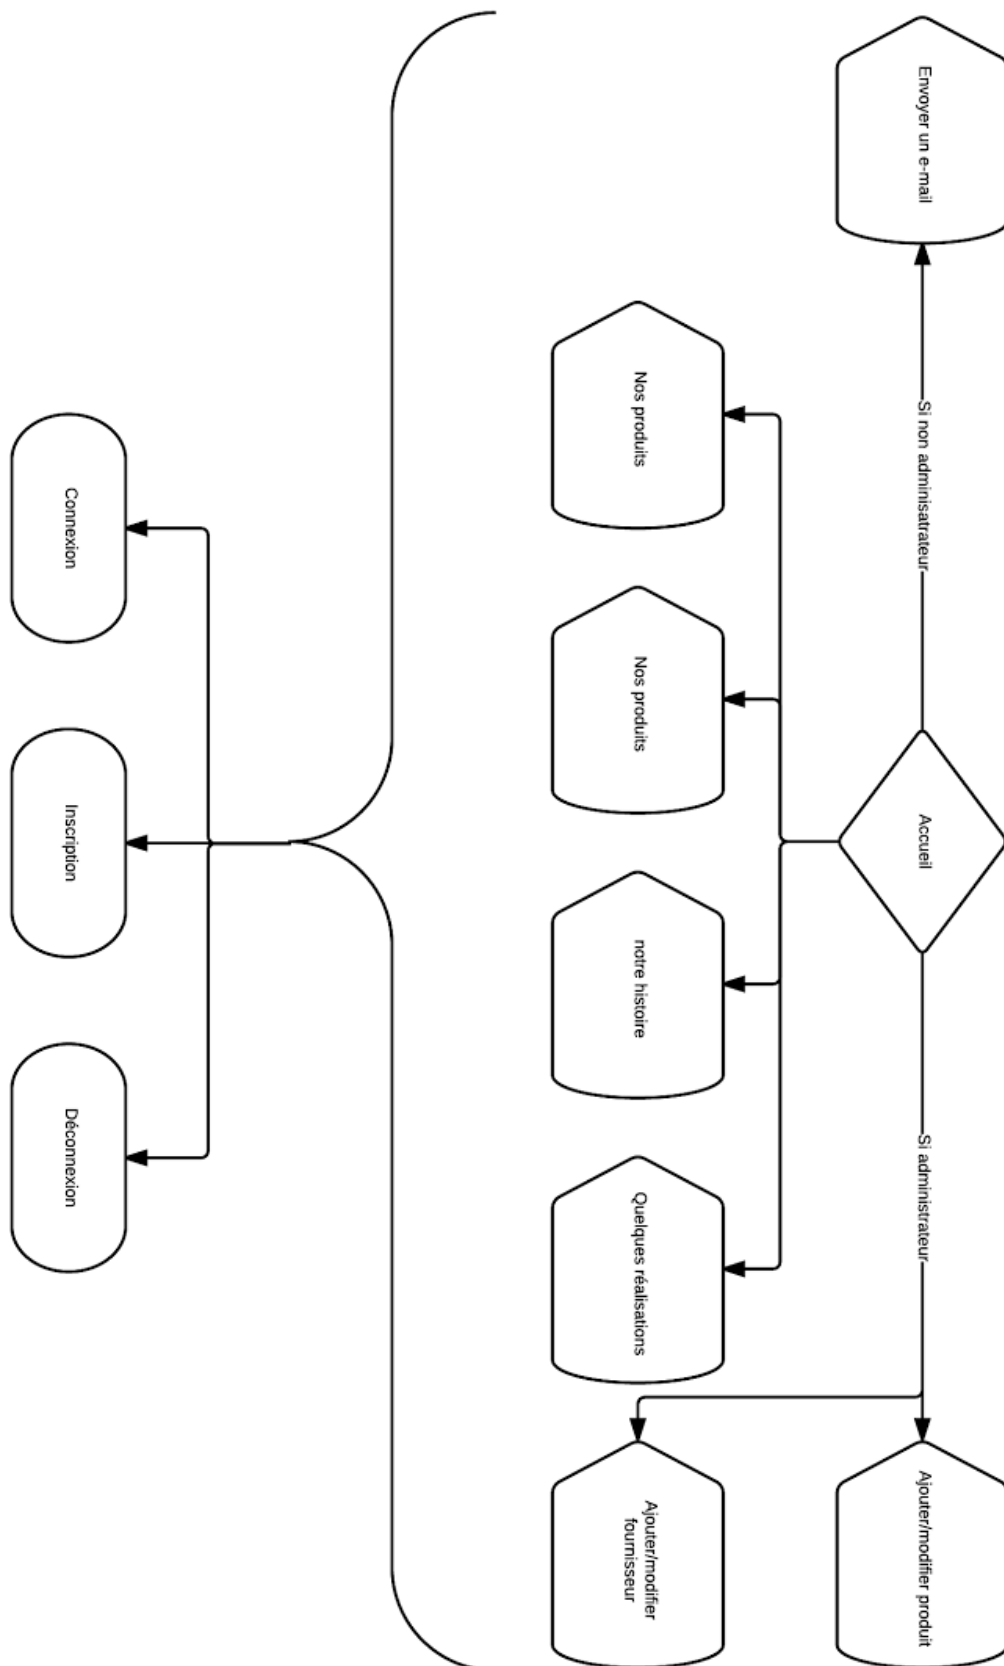 Envoyer un e-mail
Si non adminisatrateur
Accueil
Si administrateur
Ajouter/modifier produit
Nos produits
Nos produits
notre histoire
Quelques réalisations
Ajouter/modifier
fournisseur
Connexion
Inscription
Déconnexion